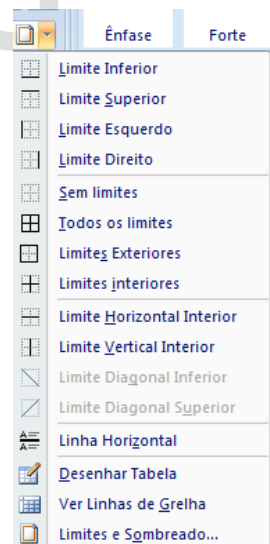 Ênfase Forte
Limite Inferior
Limite Superior
Limite Esquerdo
Limite Direito
Sem limites
Todos os limites
Limites Exteriores
Limites interiores
Limite Horizontal Interior
Limite Vertical Interior
Limite Diagonal Inferior
Limite Diagonal Superior
Linha Horizontal
Desenhar Tabela
Ver Linhas de Grelha
Limites e Sombreado...